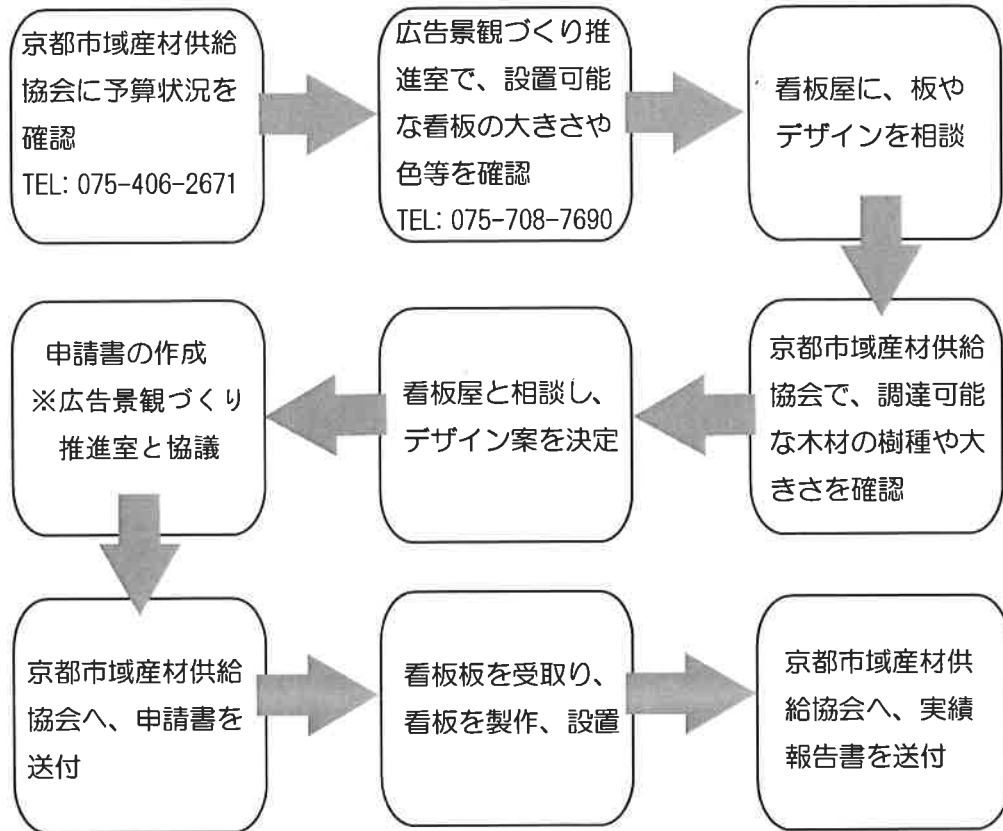 京都市域産材供給
協会に予算状況を
確認
TEL: 075-406-2671
広告景観づくり推
進室で、設置可能
な看板の大きさや
色等を確認
TEL: 075-708-7690
看板屋に、板や
デザインを相談
京都市域産材供給
協会で、調達可能
な木材の樹種や大
きさを確認
看板屋と相談し、
デザイン案を決定
申請書の作成
※広告景観づくり
推進室と協議
京都市域産材供給
協会へ、申請書を
送付
看板板を受取り、
看板を製作、設置
京都市域産材供
給協会へ、実績
報告書を送付